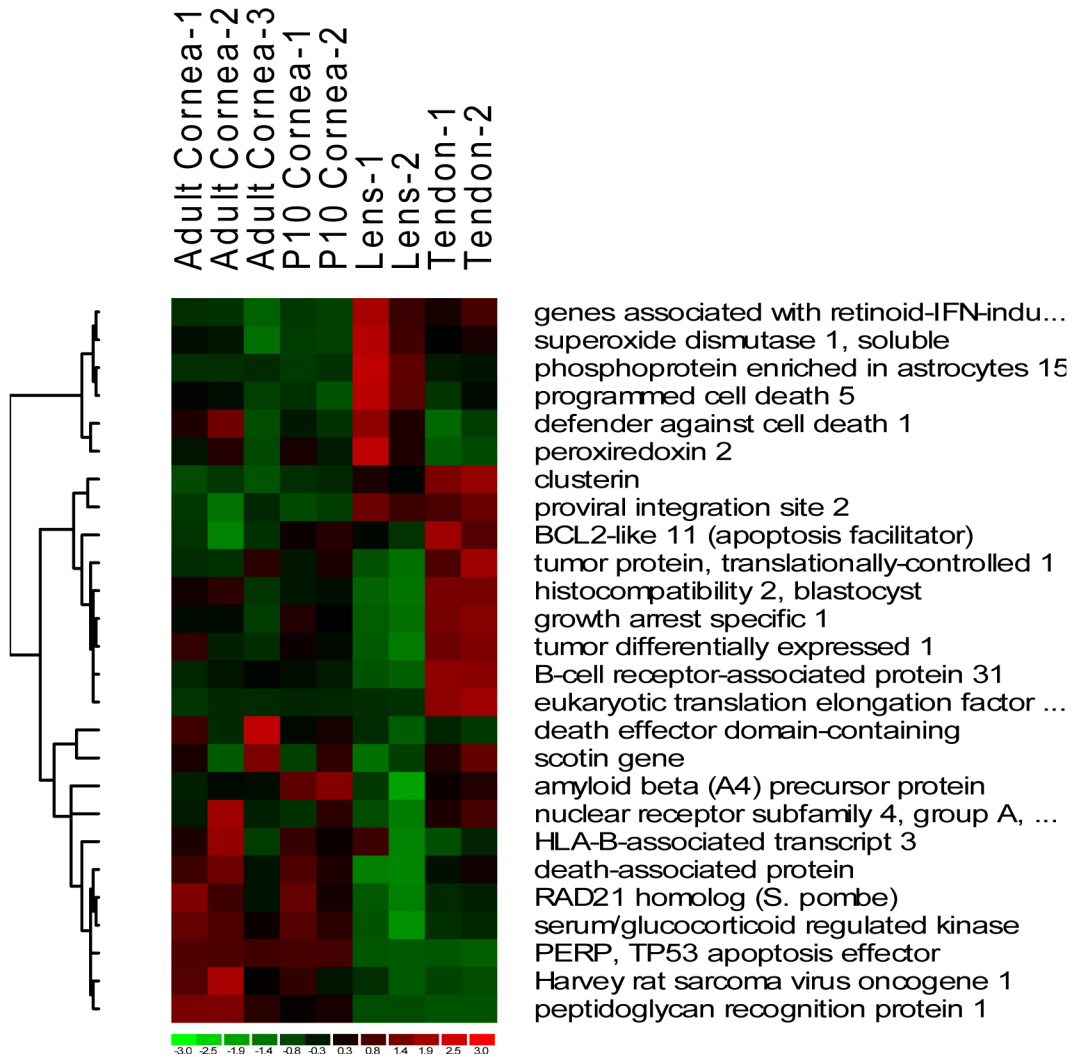 Adult Cornea-1
Adult Cornea-2
Adult Cornea-3
P10 Cornea-1
P10 Cornea-2
Lens-1
Lens-2
Tendon-1
Tendon-2
genes associated with retinoid-IFN-indu...
superoxide dismutase 1, soluble
phosphoprotein enriched in astrocytes 15
programmed cell death 5
defender against cell death 1
peroxiredoxin 2
clusterin
proviral integration site 2
BCL2-like 11 (apoptosis facilitator)
tumor protein, translationally-controlled 1
histocompatibility 2, blastocyst
growth arrest specific 1
tumor differentially expressed 1
B-cell receptor-associated protein 31
eukaryotic translation elongation factor ...
death effector domain-containing
scotin gene
amyloid beta (A4) precursor protein
nuclear receptor subfamily 4, group A, ...
HLA-B-associated transcript 3
death-associated protein
RAD21 homolog (S. pombe)
serum/glucocorticoid regulated kinase
PERP, TP53 apoptosis effector
Harvey rat sarcoma virus oncogene 1
peptidoglycan recognition protein 1
-3.0 -2.5 -1.9 -1.4 -0.8 -0.3 0.3 0.8 1.4 1.9 2.5 3.0